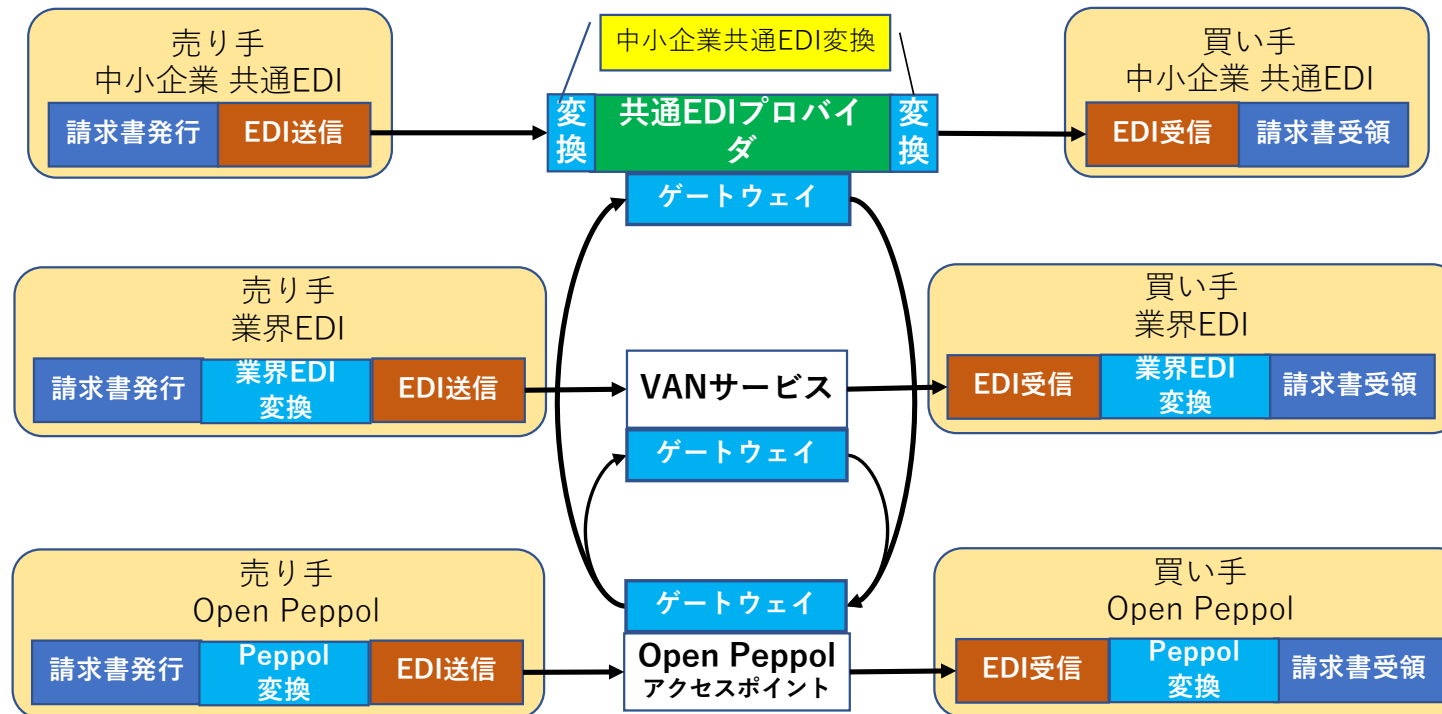 売り手
中小企業 共通EDI
請求書発行
EDI送信
中小企業共通EDI変換
変
換
共通EDIプロバイ
ダ
変
換
ゲートウェイ
買い手
中小企業 共通EDI
EDI受信
請求書受領
売り手
業界EDI
請求書発行
業界EDI
変換
EDI送信
VANサービス
ゲートウェイ
買い手
業界EDI
EDI受信
業界EDI
変換
請求書受領
売り手
Open Peppol
請求書発行
Peppol
変換
EDI送信
ゲートウェイ
Open Peppol
アクセスポイント
買い手
Open Peppol
EDI受信
Peppol
変換
請求書受領